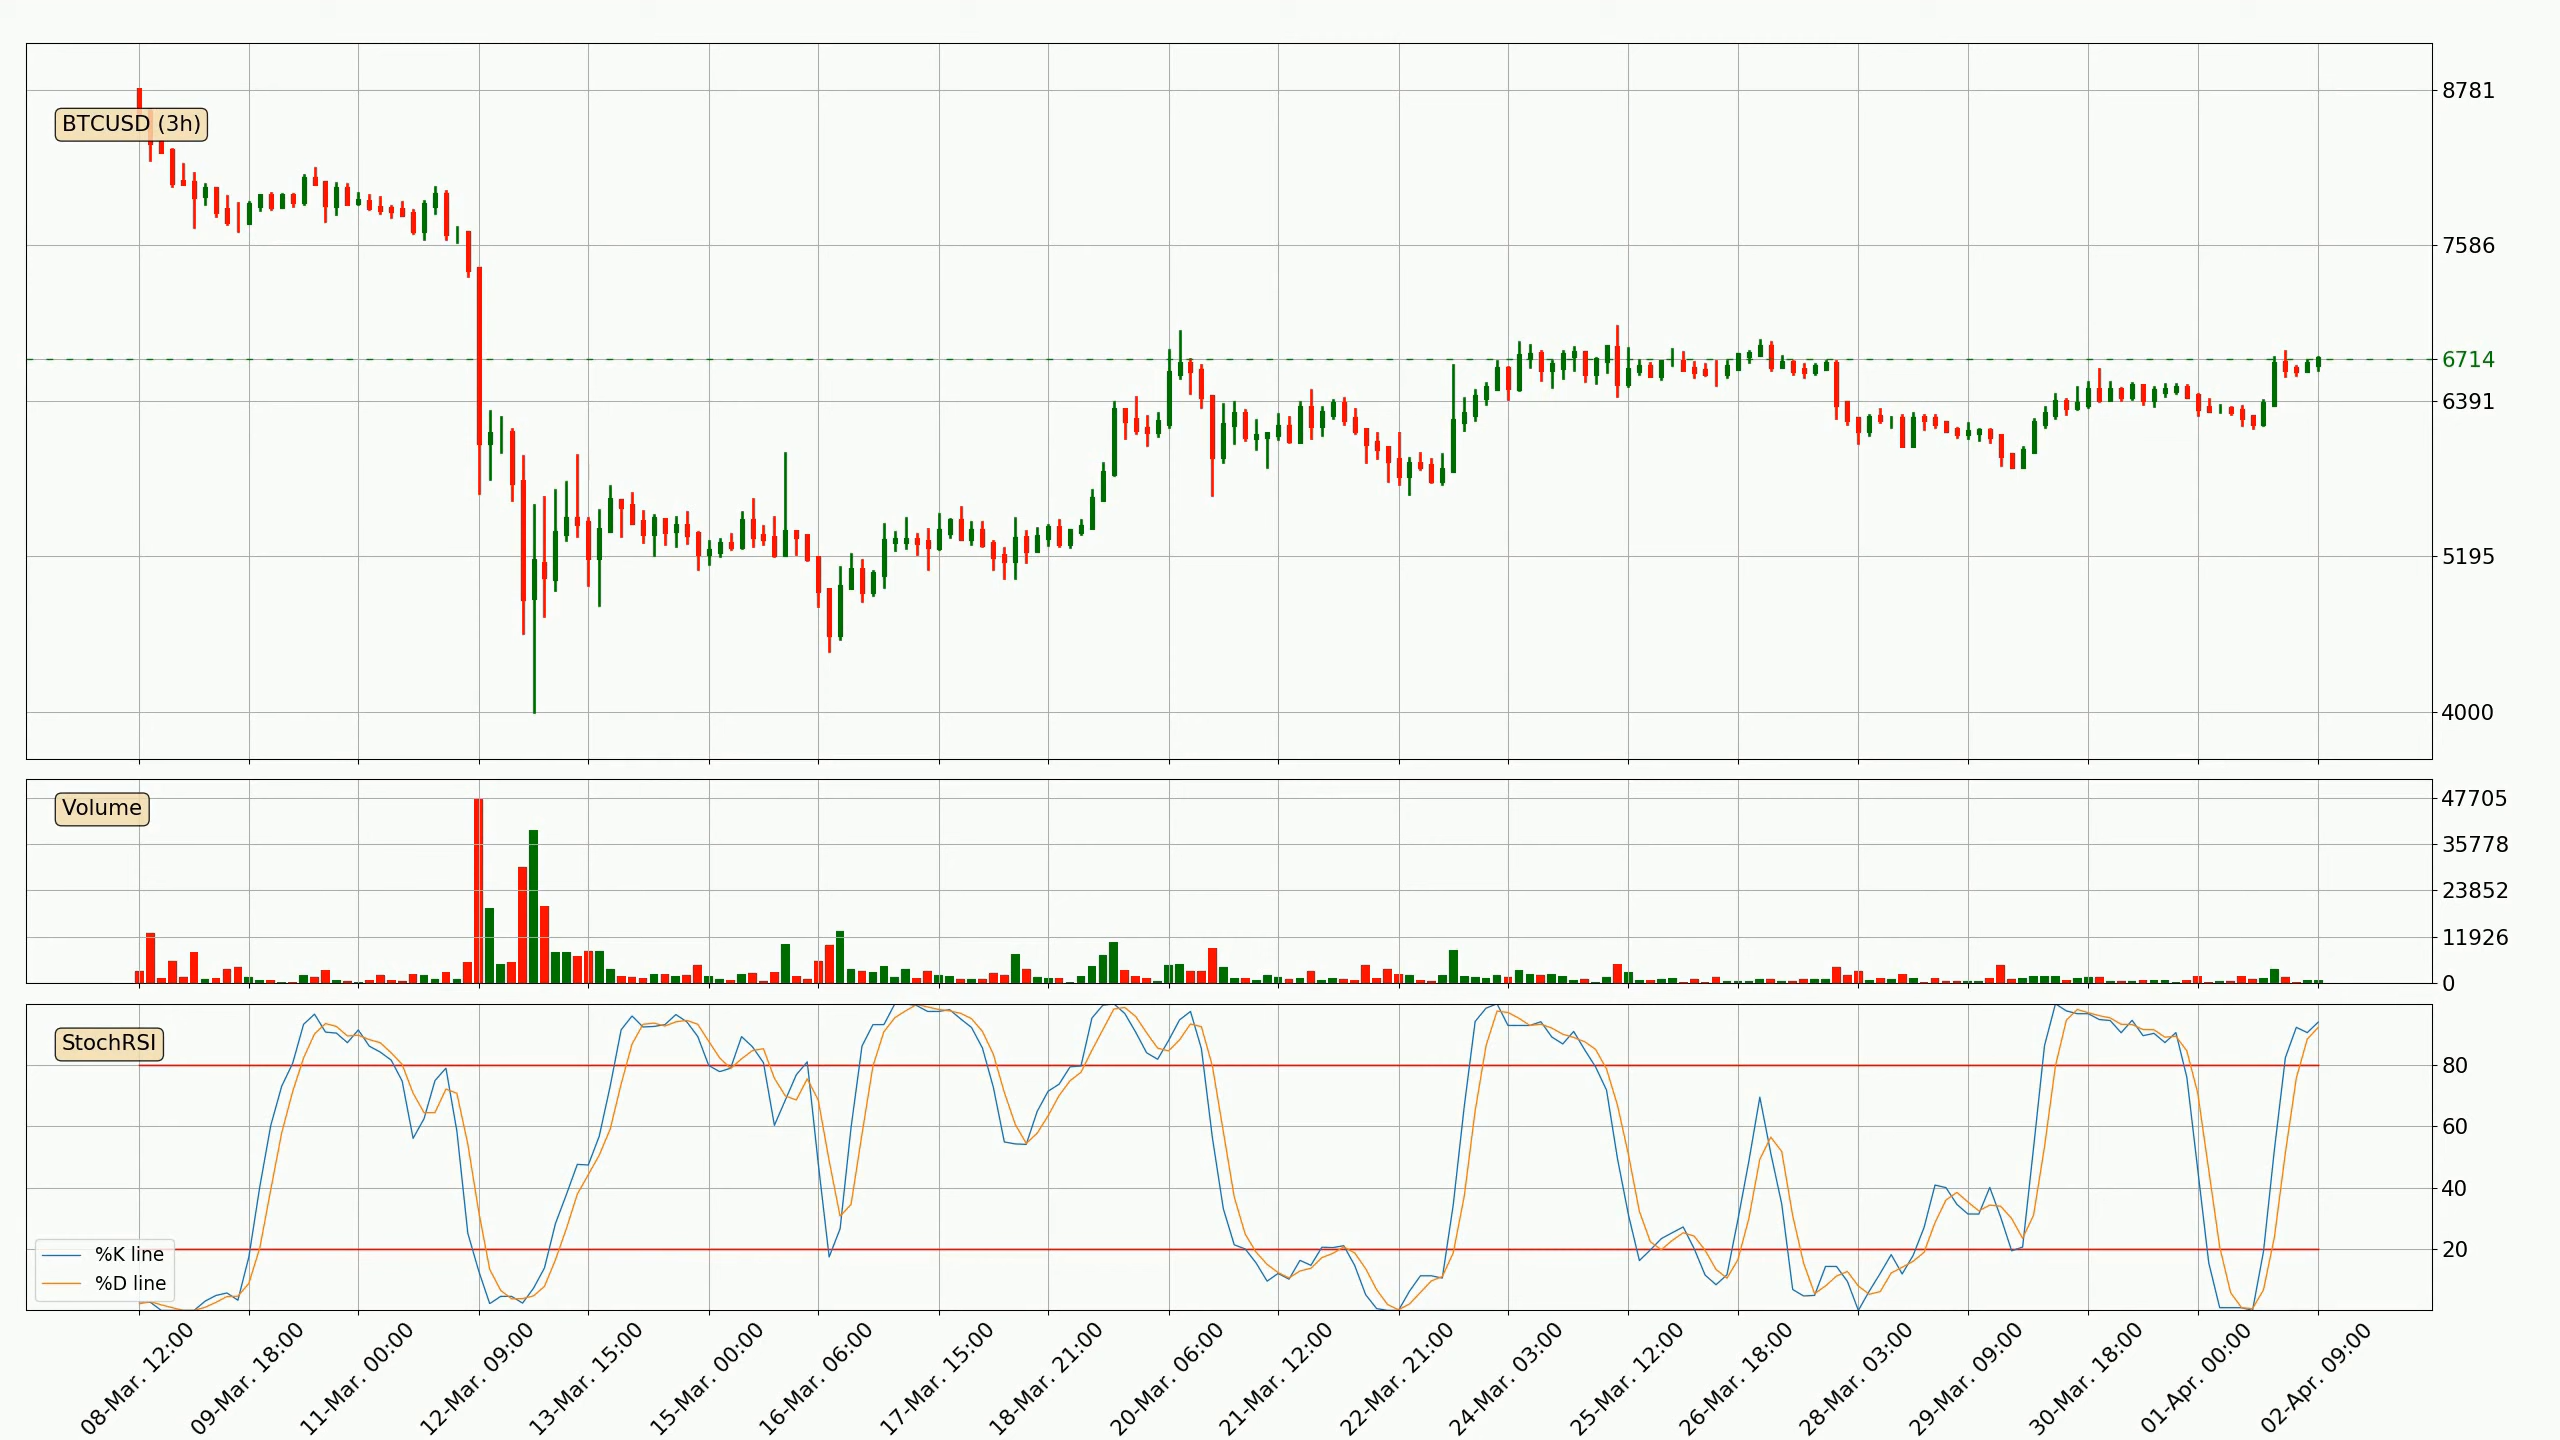 BTCUSD (3h)
8781
7586
6714
6391
5195
4000
Volume
47705
35778
23852
11926
0
StochRSI
80
60
40
20
%K line
%D line
08-Mar. 12:00
09-Mar. 18:00
11-Mar. 00:00
12-Mar. 09:00
13-Mar. 15:00
15-Mar. 00:00
16-Mar. 06:00
17-Mar. 15:00
18-Mar. 21:00
20-Mar. 06:00
21-Mar. 12:00
22-Mar. 21:00
24-Mar. 03:00
25-Mar. 12:00
26-Mar. 18:00
28-Mar. 03:00
29-Mar. 09:00
30-Mar. 18:00
01-Apr. 00:00
02-Apr. 09:00